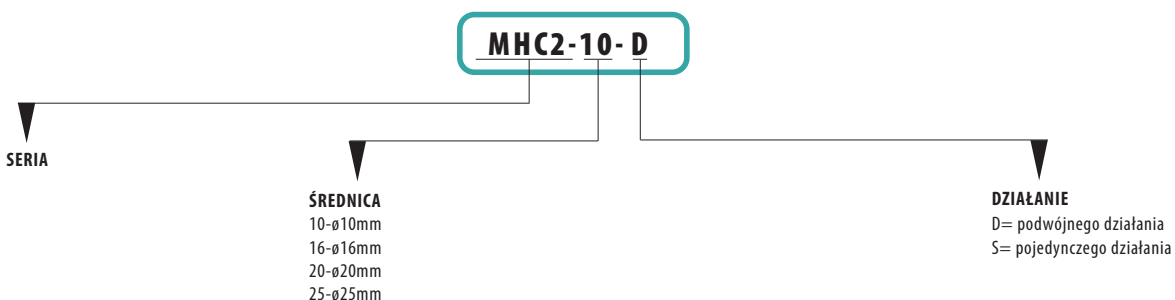 MHC2-10-D
SERIA
ŚREDNICA
10-ø10mm
16-ø16mm
20-ø20mm
25-ø25mm
DZIAŁANIE
D= podwójnego działania
S= pojedynczego działania